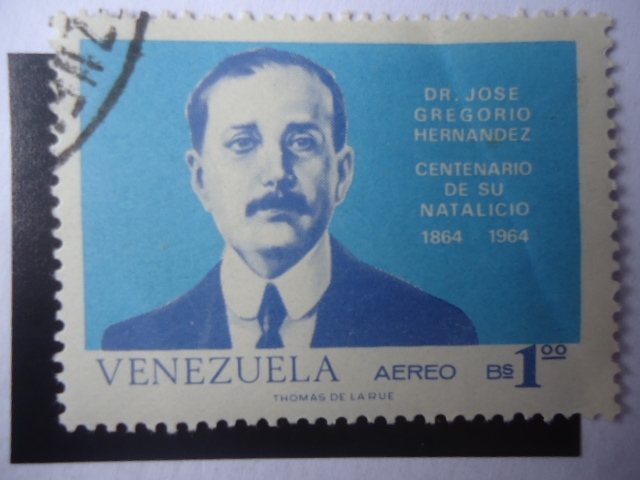 DR. JOSE
GREGORIO
HERNANDEZ
CENTENARIO
DE SU
NATALICIO
1864 - 1964
VENEZUELA AEREO BS 1.00
THOMAS DE LA RUE